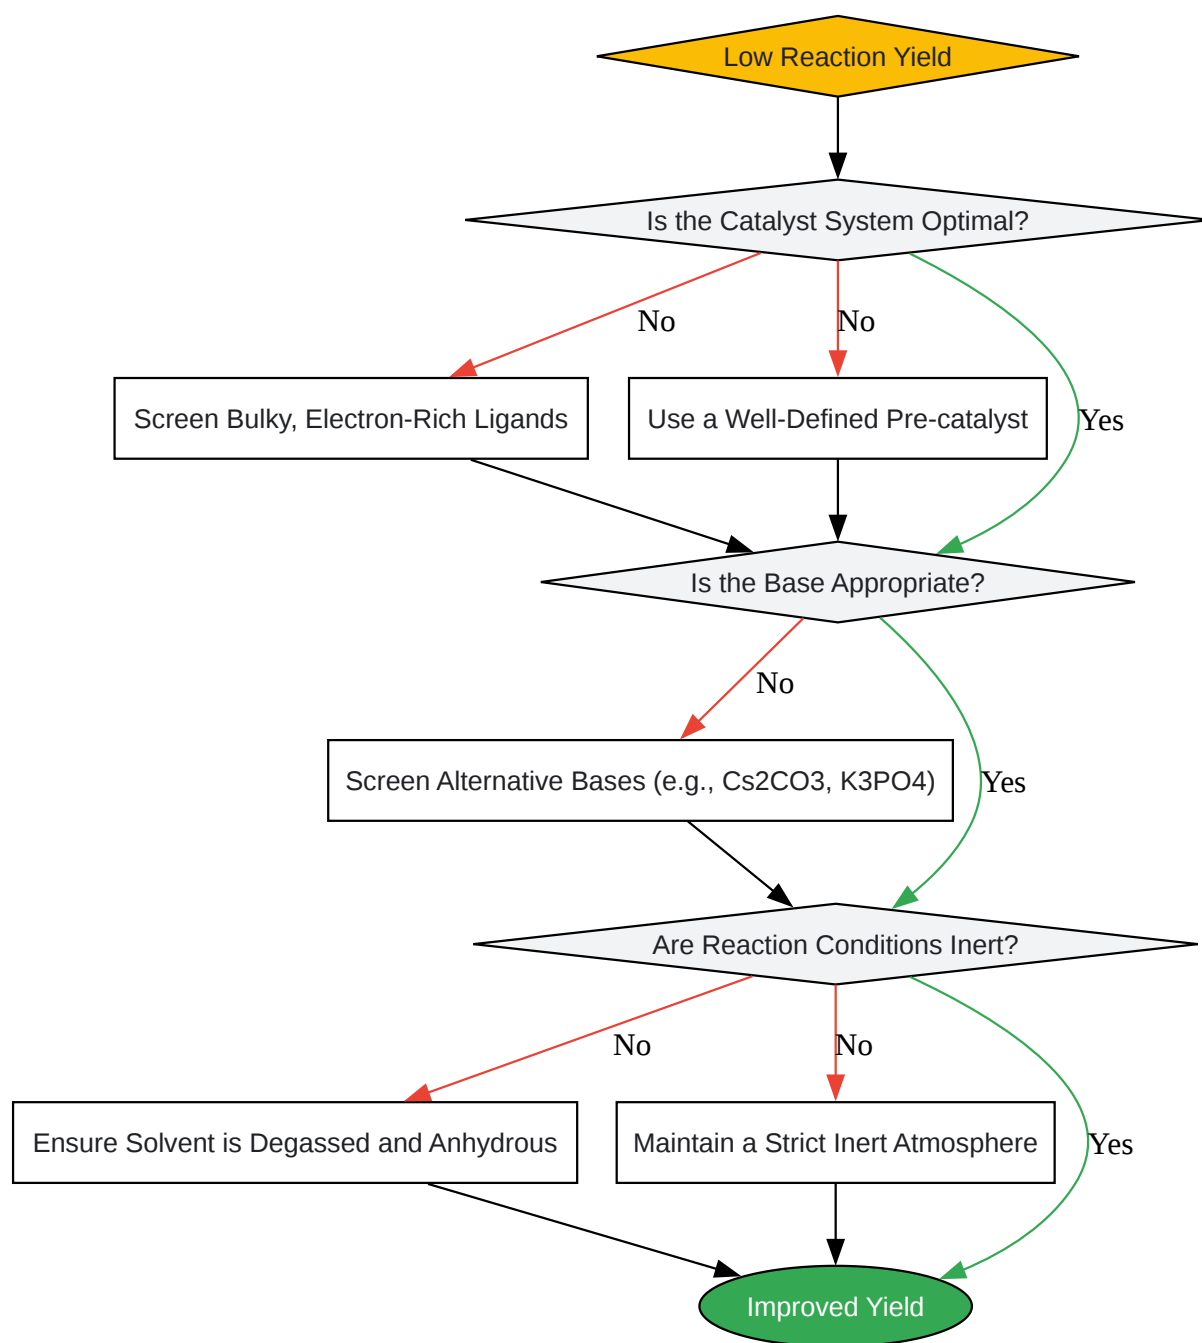 Low Reaction Yield
Is the Catalyst System Optimal?
No
No
Yes
Screen Bulky, Electron-Rich Ligands
Use a Well-Defined Pre-catalyst
Is the Base Appropriate?
No
Yes
Screen Alternative Bases (e.g., Cs2CO3, K3PO4)
Are Reaction Conditions Inert?
No
No
Yes
Ensure Solvent is Degassed and Anhydrous
Maintain a Strict Inert Atmosphere
Improved Yield